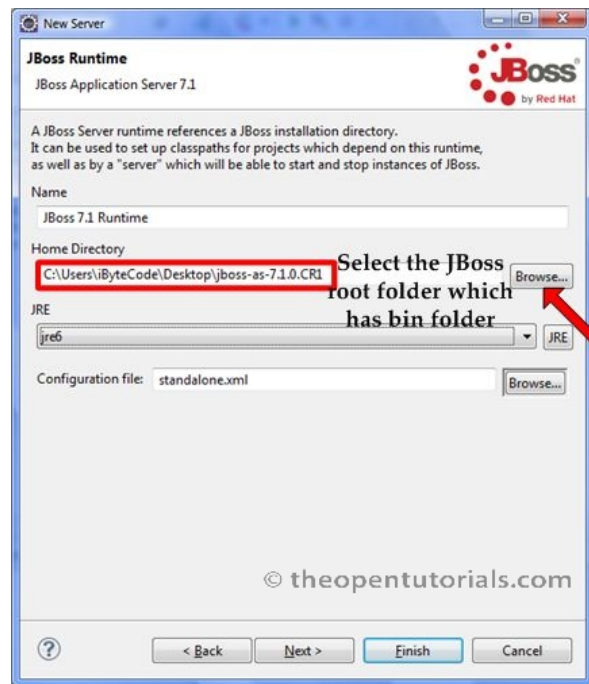 New Server
JBoss Runtime
JBoss Application Server 7.1
JBoss
by Red Hat
A JBoss Server runtime references a JBoss installation directory.
It can be used to set up classpaths for projects which depend on this runtime,
as well as by a "server" which will be able to start and stop instances of JBoss.
Name
JBoss 7.1 Runtime
Home Directory
C:\Users\iByteCode\Desktop\jboss-as-7.1.0.CR1
Select the JBoss
root folder which
has bin folder
Browse...
JRE
jre6
JRE
Configuration file: standalone.xml
Browse...
© theopentutorials.com
?
< Back
Next >
Finish
Cancel